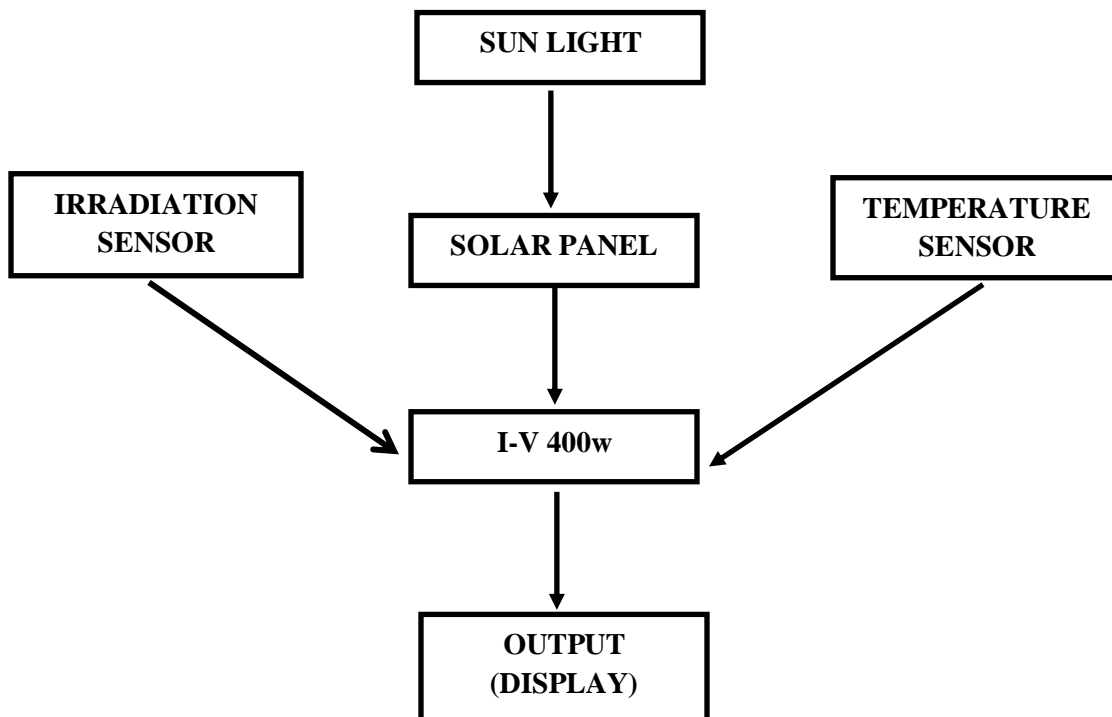 SUN LIGHT
IRRADIATION
SENSOR
SOLAR PANEL
TEMPERATURE
SENSOR
I-V 400w
OUTPUT
(DISPLAY)